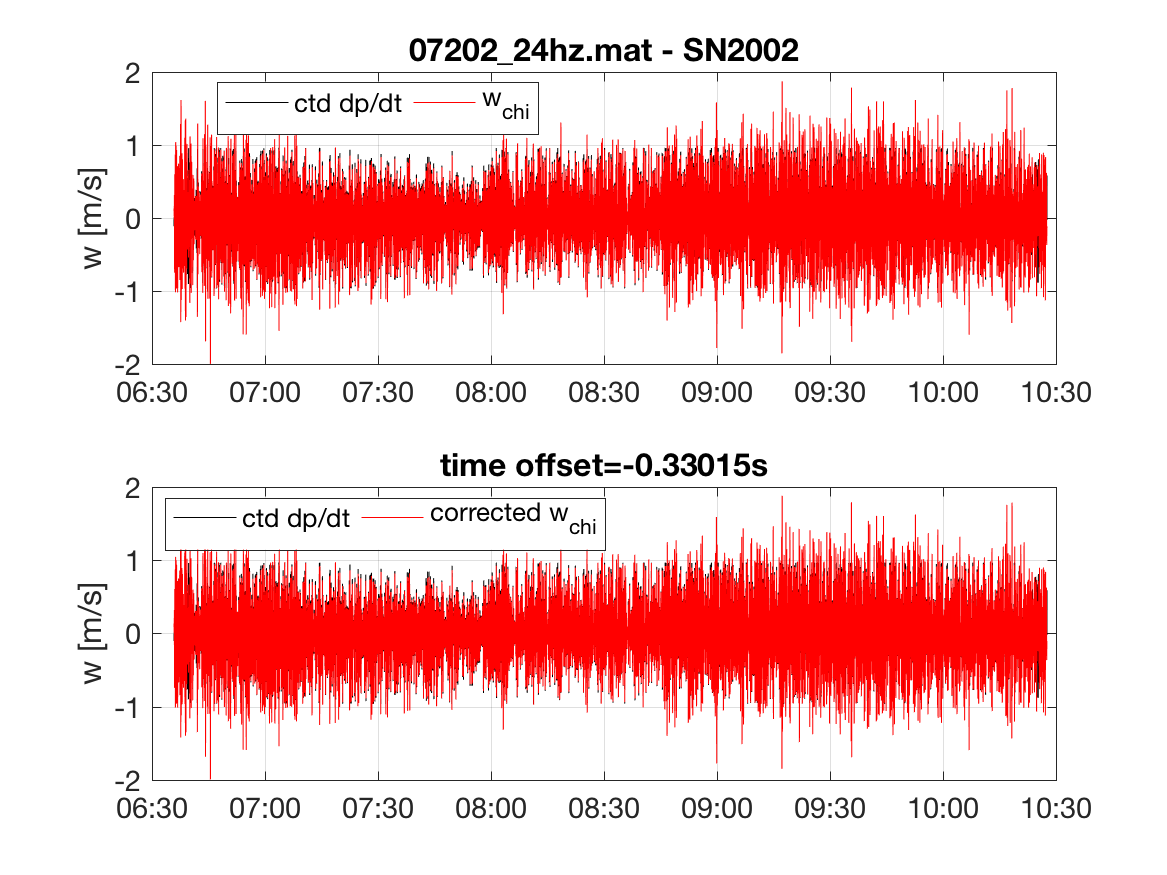 07202_24hz.mat - SN2002
ctd dp/dt w_chi
w [m/s]
2
1
0
-1
-2
06:30 07:00 07:30 08:00 08:30 09:00 09:30 10:00 10:30
time offset=-0.33015s
ctd dp/dt corrected w_chi
w [m/s]
2
1
0
-1
-2
06:30 07:00 07:30 08:00 08:30 09:00 09:30 10:00 10:30